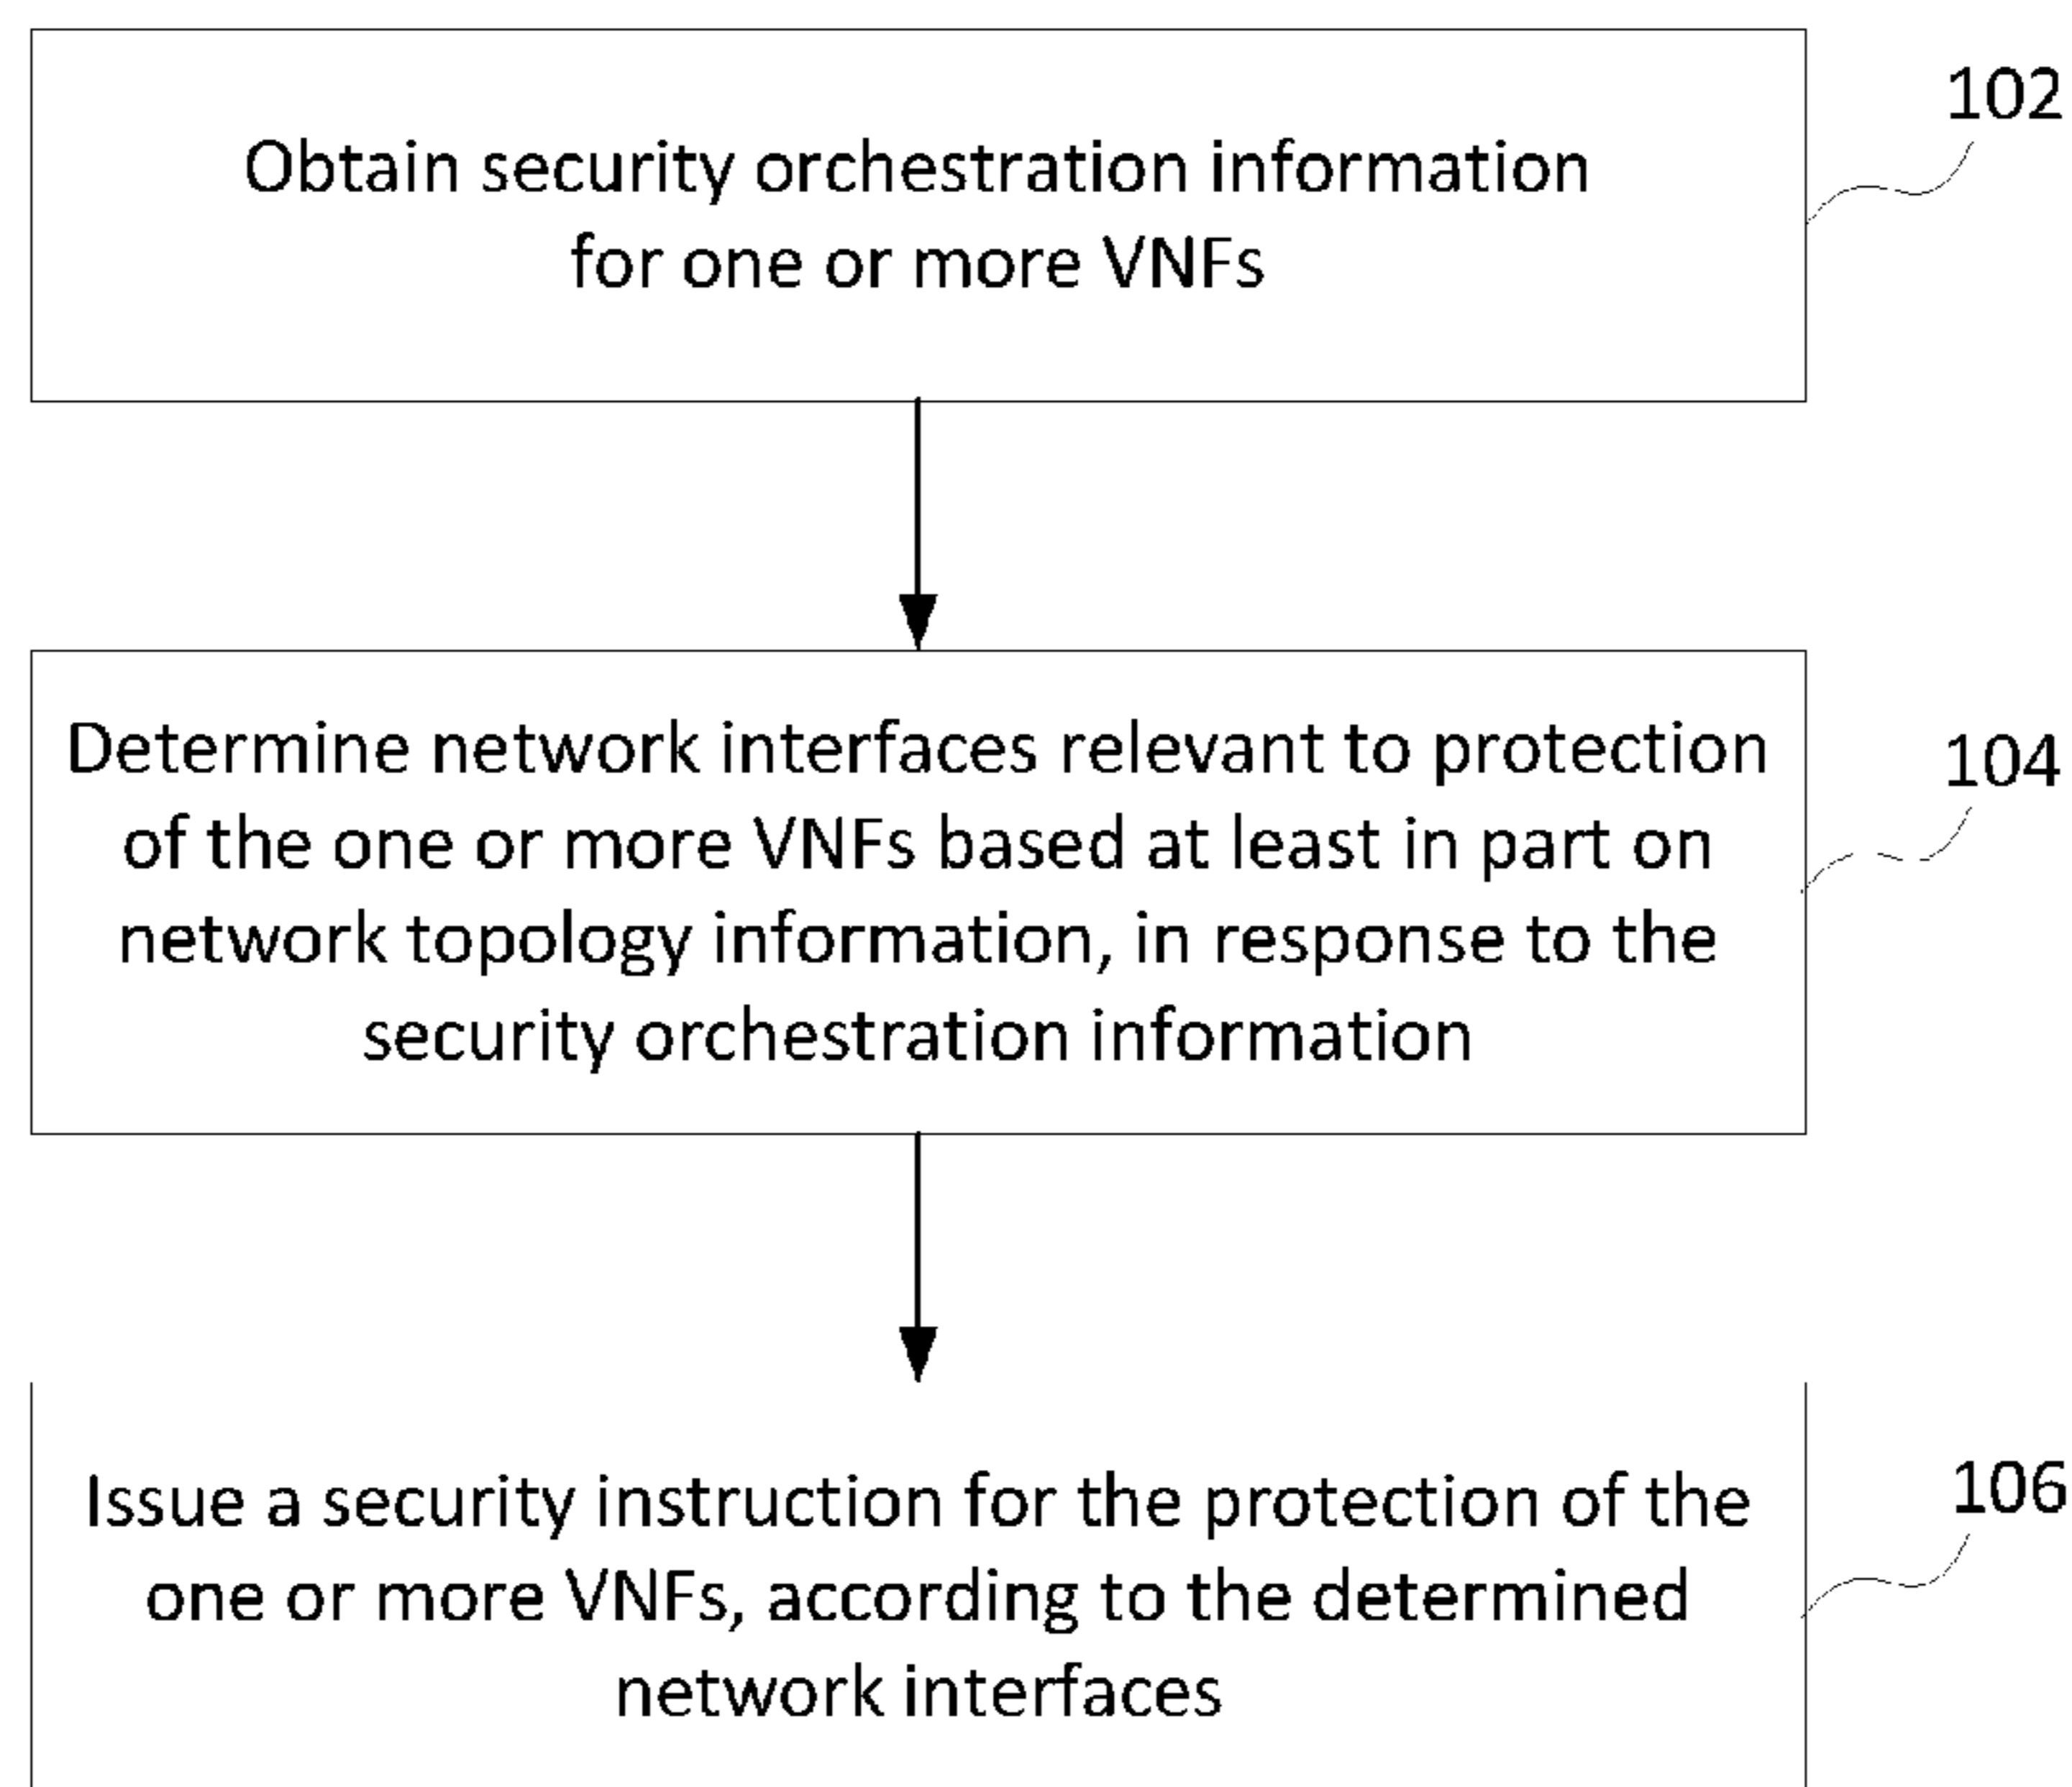 102
Obtain security orchestration information
for one or more VNFs
Determine network interfaces relevant to protection
104
of the one or more VNFs based at least in part on
network topology information, in response to the
security orchestration information
106
Issue a security instruction for the protection of the
one or more VNFs, according to the determined
network interfaces